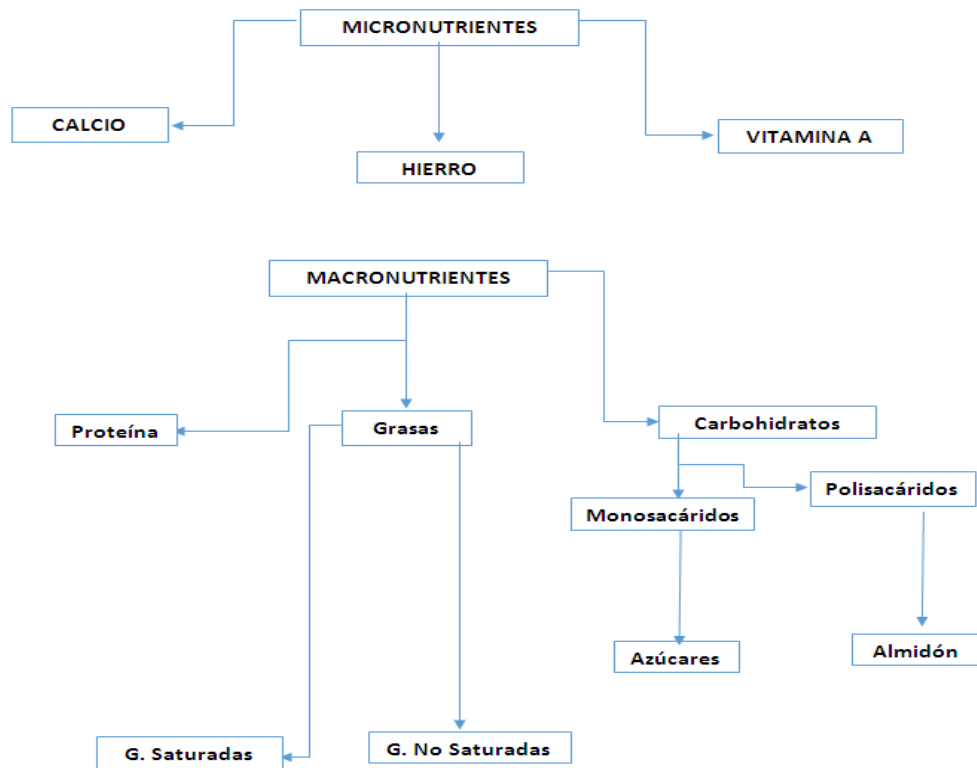 MICRONUTRIENTES
CALCIO
HIERRO
VITAMINA A
MACRONUTRIENTES
Proteína
Grasas
Carbohidratos
Monosacáridos
Polisacáridos
Azúcares
Almidón
G. Saturadas
G. No Saturadas